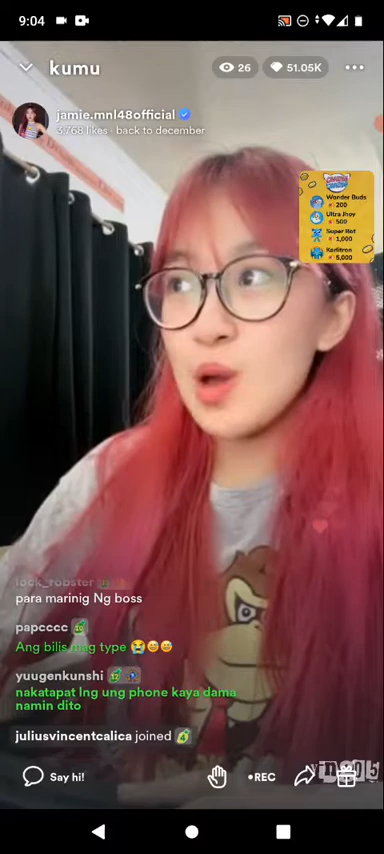 9:04
kumu
26
51.05K
jamie.mnl48official
3,768 likes · back to december
Wonder Buds
200
Ultra Jhoy
500
Super Hot
1,000
Karlitron
5,000
lock_robster
para marinig Ng boss
papcccc
Ang bilis mag type 😭😄😅
yuugenkunshi
nakatapat lng ung phone kaya dama
namin dito
juliusvincentcalica joined
Say hi!
•REC